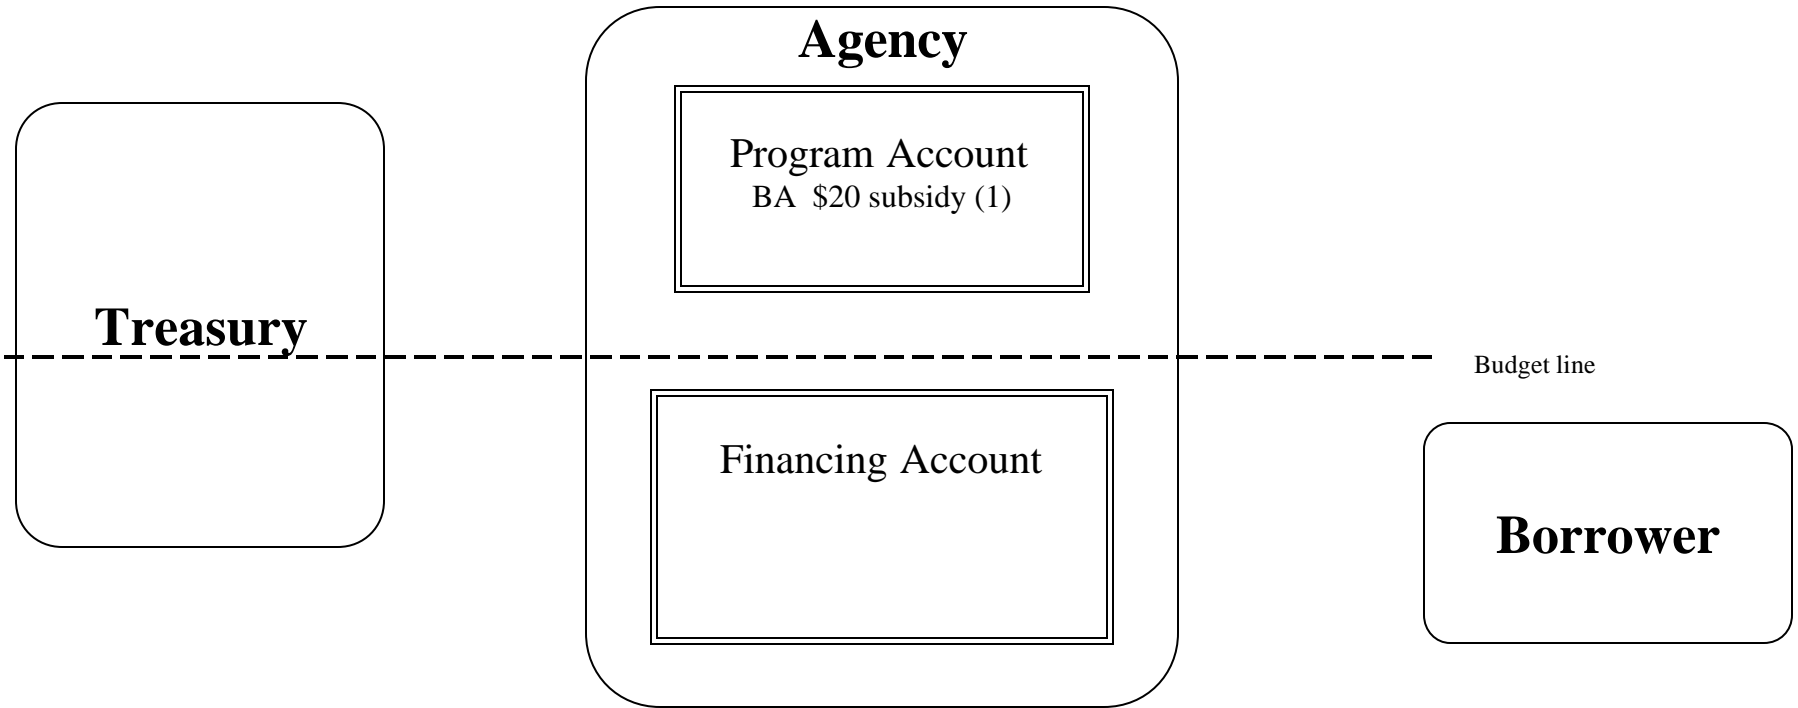 Agency
Program Account
BA  $20 subsidy (1)
Treasury
Budget line
Financing Account
Borrower